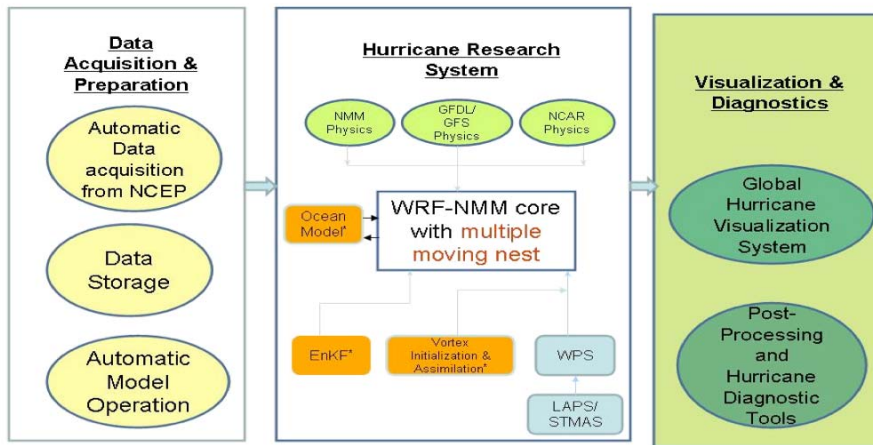 Data
Acquisition &
Preparation
Automatic
Data
acquisition
from NCEP
Data
Storage
Automatic
Model
Operation
Hurricane Research
System
NMM
Physics
GFDL/
GFS
Physics
NCAR
Physics
Ocean
Model*
WRF-NMM core
with multiple
moving nest
EnKF*
Vortex
Initialization &
Assimilation*
WPS
LAPS/
STMAS
Visualization &
Diagnostics
Global
Hurricane
Visualization
System
Post-
Processing
and
Hurricane
Diagnostic
Tools